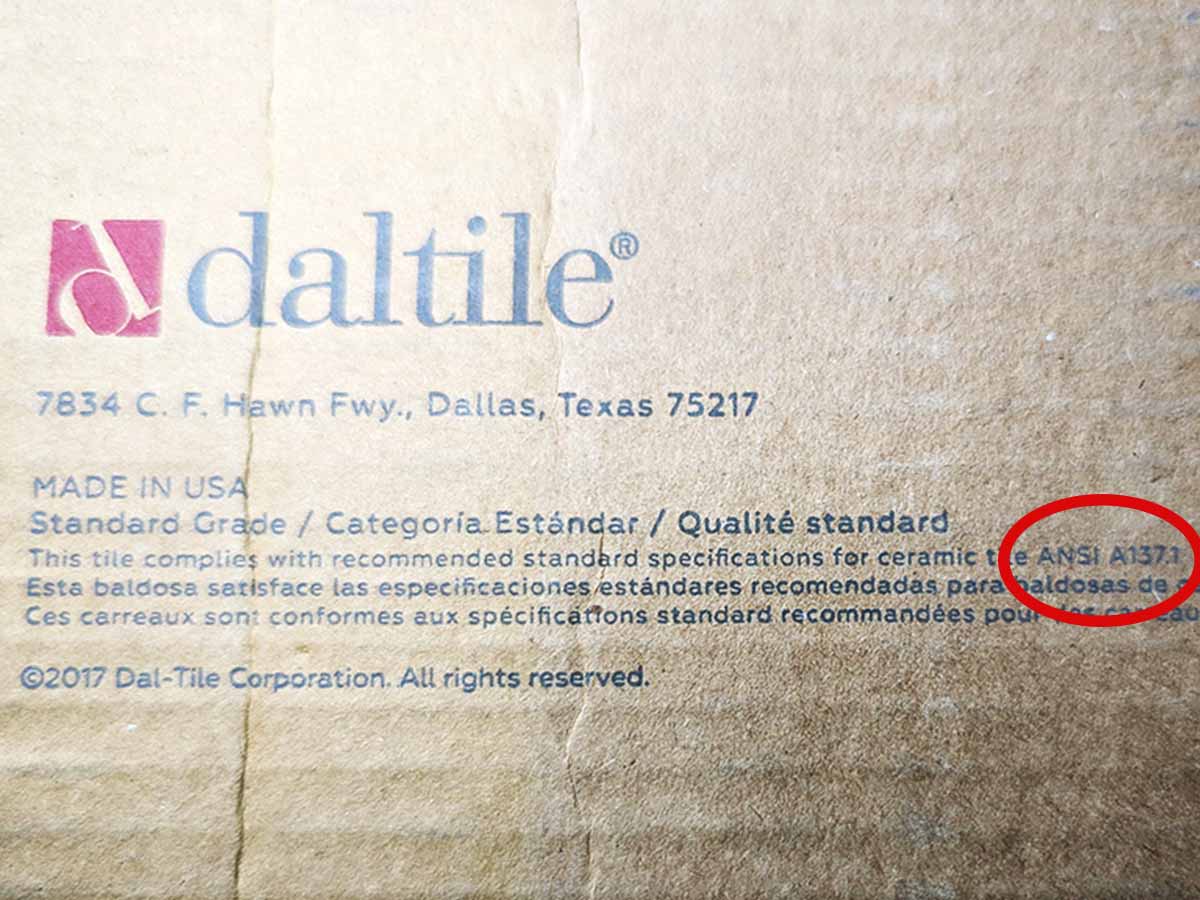 daltile®
7834 C. F. Hawn Fwy., Dallas, Texas 75217
MADE IN USA
Standard Grade / Categoría Estándar / Qualité standard
This tile complies with recommended standard specifications for ceramic tile ANSI A137.1
Esta baldosa satisface las especificaciones estándares recomendadas para baldosas de
Ces carreaux sont conformes aux spécifications standard recommandées pour les
©2017 Dal-Tile Corporation. All rights reserved.